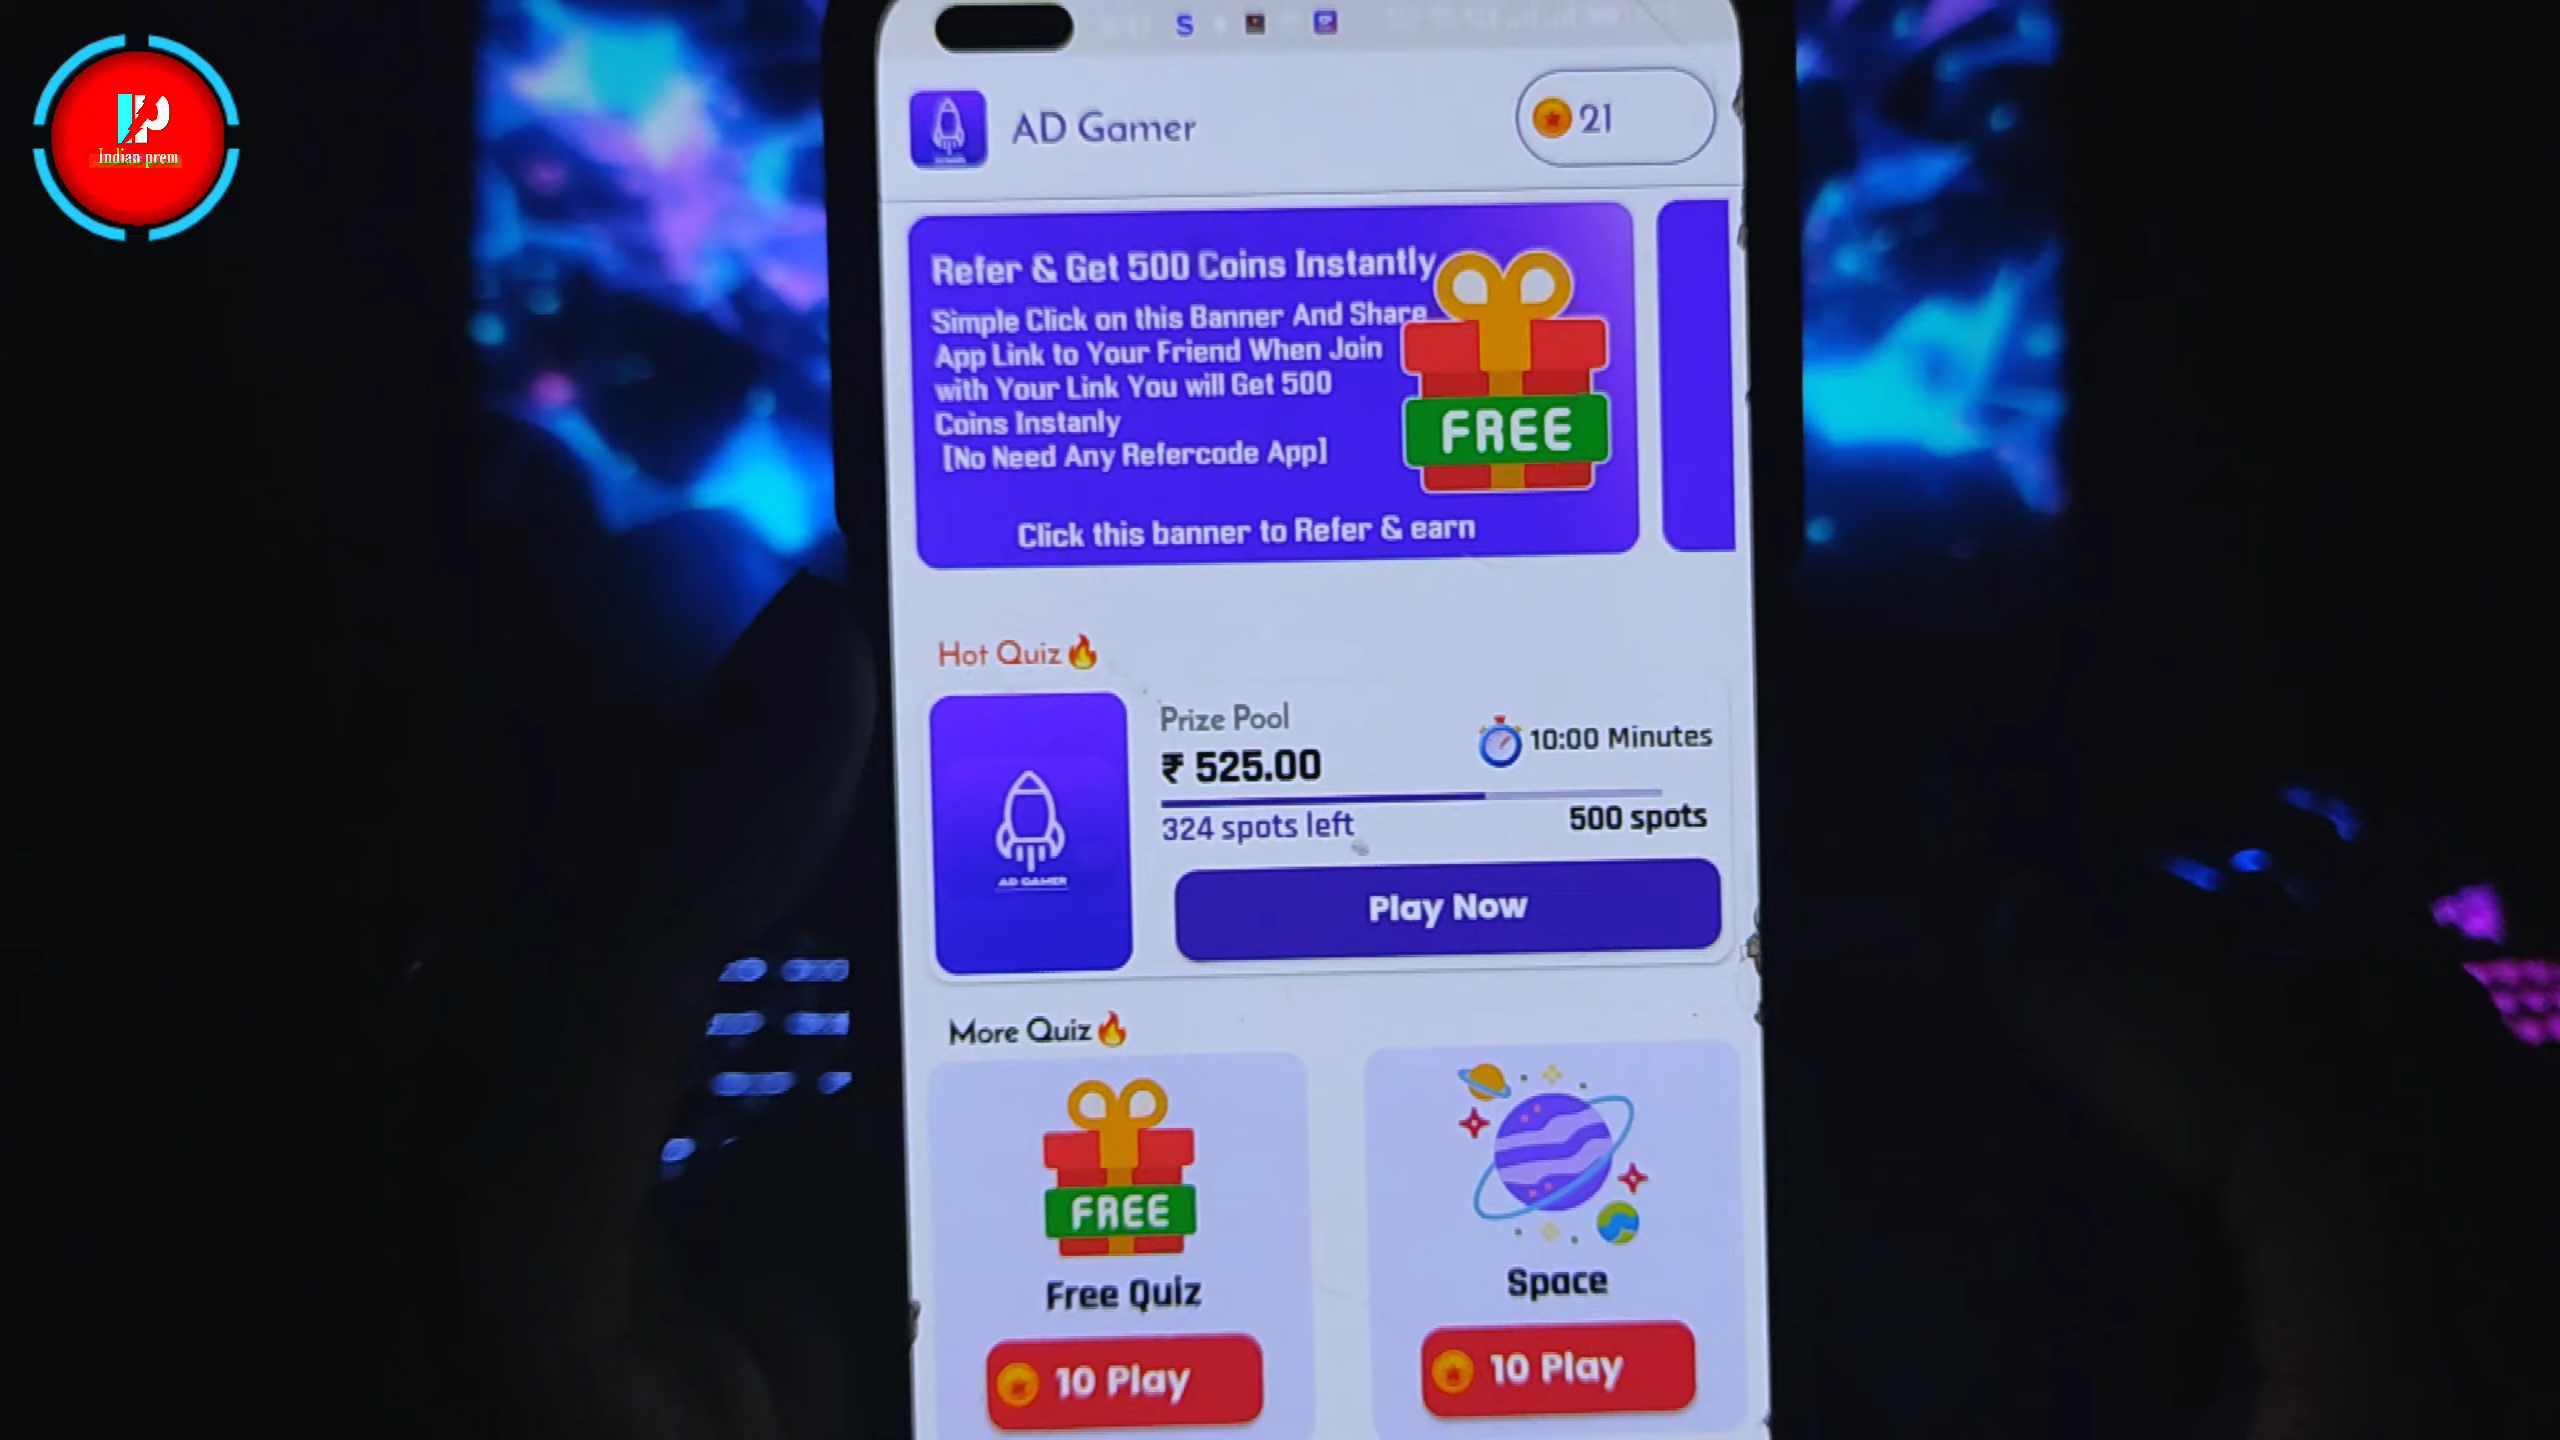 Indian prem
AD Gamer
21
Refer & Get 500 Coins Instantly
Simple Click on this Banner And Share
App Link to Your Friend When Join
with Your Link You will Get 500
Coins Instanly
[No Need Any Refercode App]
FREE
Click this banner to Refer & earn
Hot Quiz🔥
Prize Pool
₹ 525.00
10:00 Minutes
324 spots left
500 spots
AD GAMER
Play Now
More Quiz🔥
FREE
Free Quiz
10 Play
Space
10 Play